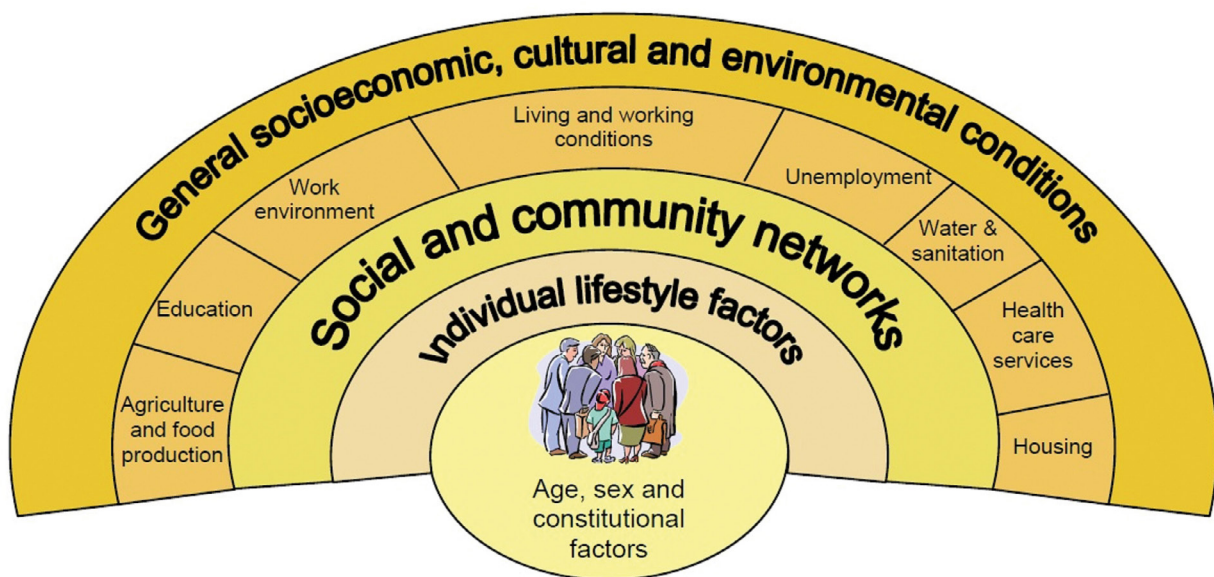 General socioeconomic, cultural and environmental conditions
Living and working
conditions
Work
environment
Unemployment
Water &
sanitation
Education
Health
care
services
Agriculture
and food
production
Housing
Social and community networks
Individual lifestyle factors
Age, sex and
constitutional
factors